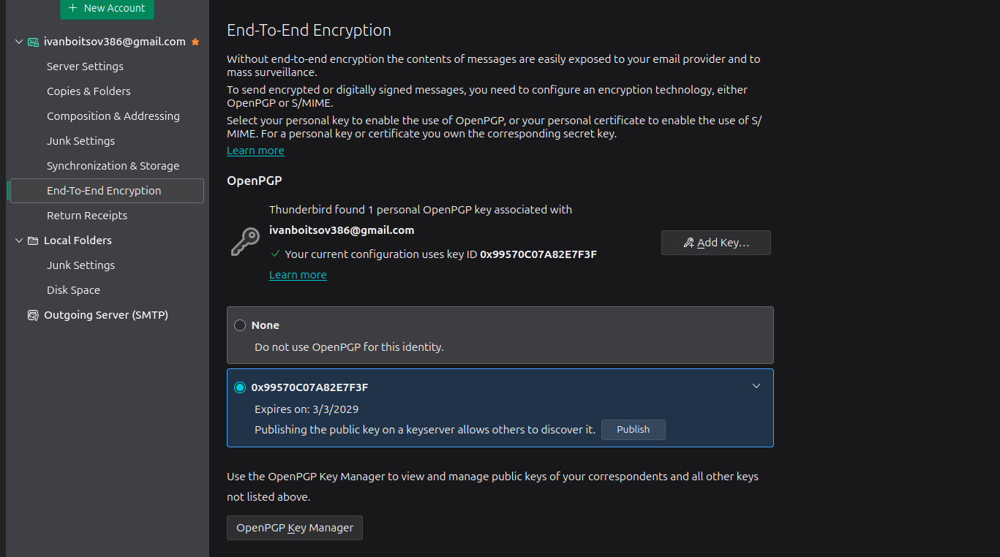 New Account
ivanboitsov386@gmail.com
Server Settings
Copies & Folders
Composition & Addressing
Junk Settings
Synchronization & Storage
End-To-End Encryption
Return Receipts
Local Folders
Junk Settings
Disk Space
Outgoing Server (SMTP)
End-To-End Encryption
Without end-to-end encryption the contents of messages are easily exposed to your email provider and to
mass surveillance.
To send encrypted or digitally signed messages, you need to configure an encryption technology, either
OpenPGP or S/MIME.
Select your personal key to enable the use of OpenPGP, or your personal certificate to enable the use of S/
MIME. For a personal key or certificate you own the corresponding secret key.
Learn more
OpenPGP
Thunderbird found 1 personal OpenPGP key associated with
ivanboitsov386@gmail.com
Your current configuration uses key ID 0x99570C07A82E7F3F
Learn more
Add Key…
None
Do not use OpenPGP for this identity.
0x99570C07A82E7F3F
Expires on: 3/3/2029
Publishing the public key on a keyserver allows others to discover it.
Publish
Use the OpenPGP Key Manager to view and manage public keys of your correspondents and all other keys
not listed above.
OpenPGP Key Manager